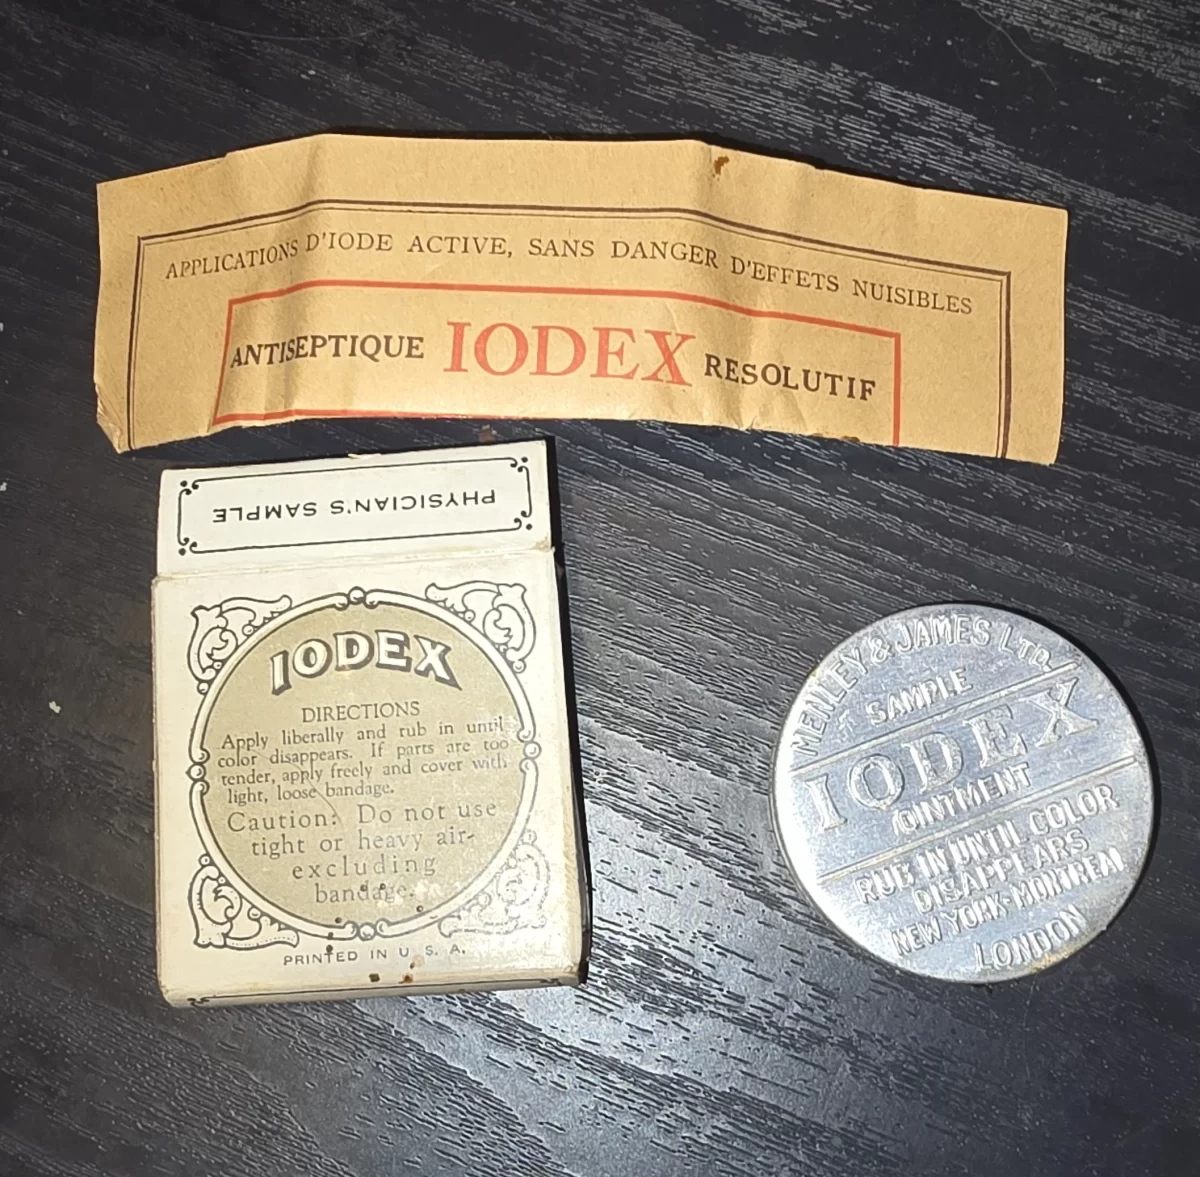 APPLICATIONS D'IODE ACTIVE, SANS DANGER D'EFFETS NUISIBLES
ANTISEPTIQUE IODEX RESOLUTIF
PHYSICIAN'S SAMPLE
IODEX
DIRECTIONS
Apply liberally and rub in until
color disappears. If parts are too
tender, apply freely and cover with
light, loose bandage.
Caution: Do not use
tight or heavy air-
excluding
bandage.
PRINTED IN U. S. A.
MENLEY & JAMES LTD/
SAMPLE
IODEX
OINTMENT
RUB IN UNTIL COLOR
DISAPPEARS
NEW YORK-MONTREAL
LONDON